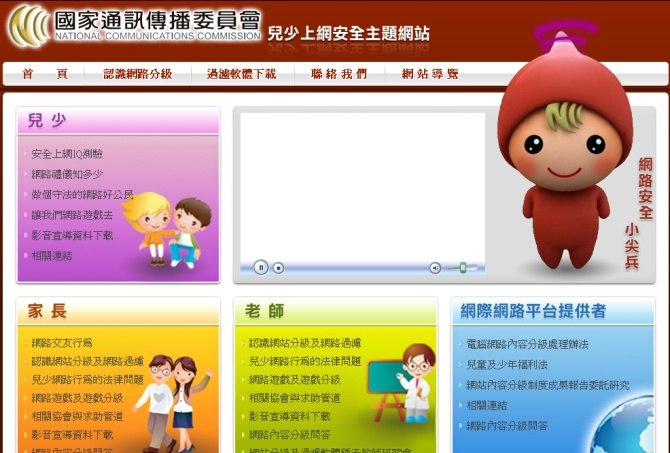 國家通訊傳播委員會
NATIONAL COMMUNICATIONS COMMISSION
兒少上網安全主題網站
首 頁
認識網路分級
過濾軟體下載
聯絡我們
網站導覽
兒少
安全上網IQ測驗
網路禮儀知多少
做個守法的網路好公民
讓我們網路遊戲去
影音宣導資料下載
相關連結
網路安全
小尖兵
家長
網路交友行為
認識網站分級及網路過濾
兒少網路行為的法律問題
網路遊戲及遊戲分級
相關協會與求助管道
影音宣導資料下載
網路內容分級問答
老師
認識網站分級及網路過濾
兒少網路行為的法律問題
網路遊戲及遊戲分級
相關協會與求助管道
影音宣導資料下載
網路內容分級問答
網際網路平台提供者
電腦網路內容分級處理辦法
兒童及少年福利法
網站內容分級制度成果報告委託研究
相關連結
網路內容分級問答